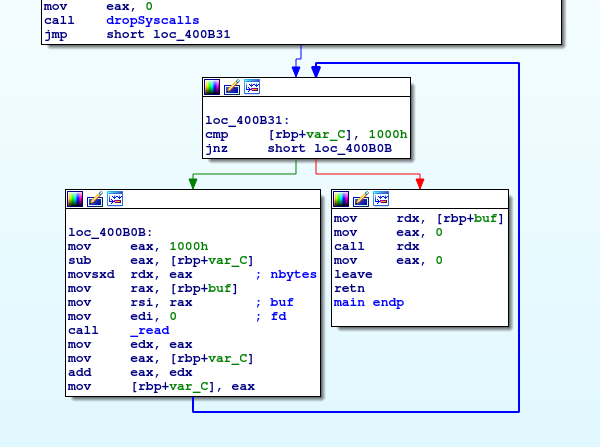 mov eax, 0
call dropSyscalls
jmp short loc_400B31
loc_400B31:
cmp [rbp+var_C], 1000h
jnz short loc_400B0B
loc_400B0B:
mov eax, 1000h
sub eax, [rbp+var_C]
movsxd rdx, eax ; nbytes
mov rax, [rbp+buf]
mov rsi, rax ; buf
mov edi, 0 ; fd
call _read
mov edx, eax
mov eax, [rbp+var_C]
add eax, edx
mov [rbp+var_C], eax
mov rdx, [rbp+buf]
mov eax, 0
call rdx
mov eax, 0
leave
retn
main endp